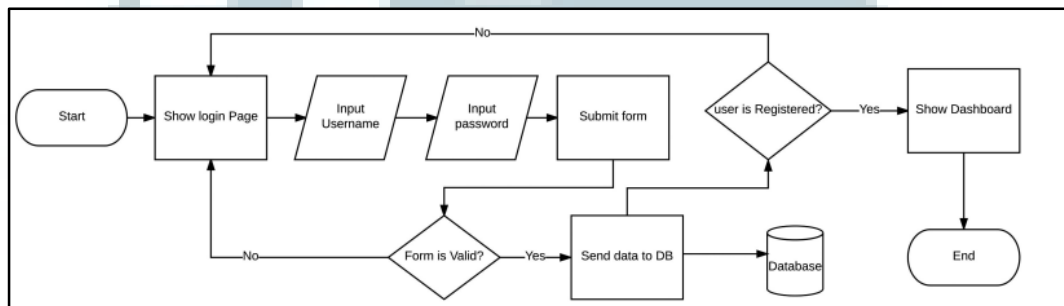 No
Start
Show login Page
Input
Username
Input
password
Submit form
user is Registered?
Yes
Show Dashboard
No
Form is Valid?
Yes
Send data to DB
Database
End